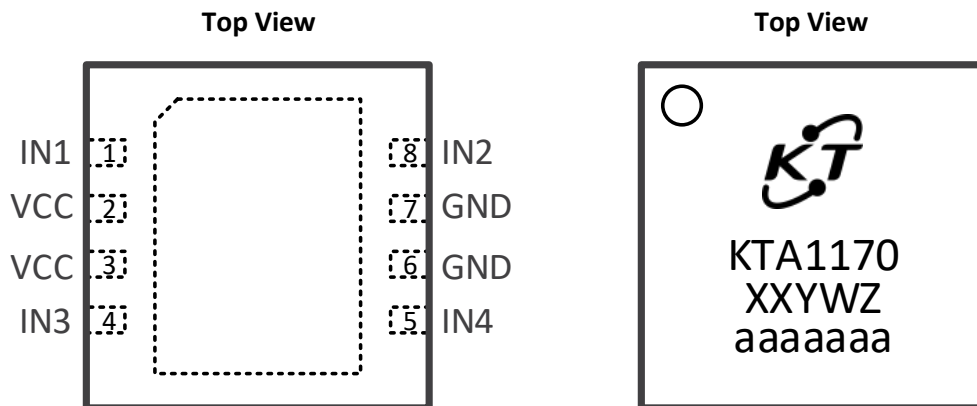 Top View
IN1 1 8 IN2
VCC 2 7 GND
VCC 3 6 GND
IN3 4 5 IN4
Top View
KT
KTA1170
XXYWZ
aaaaaaa